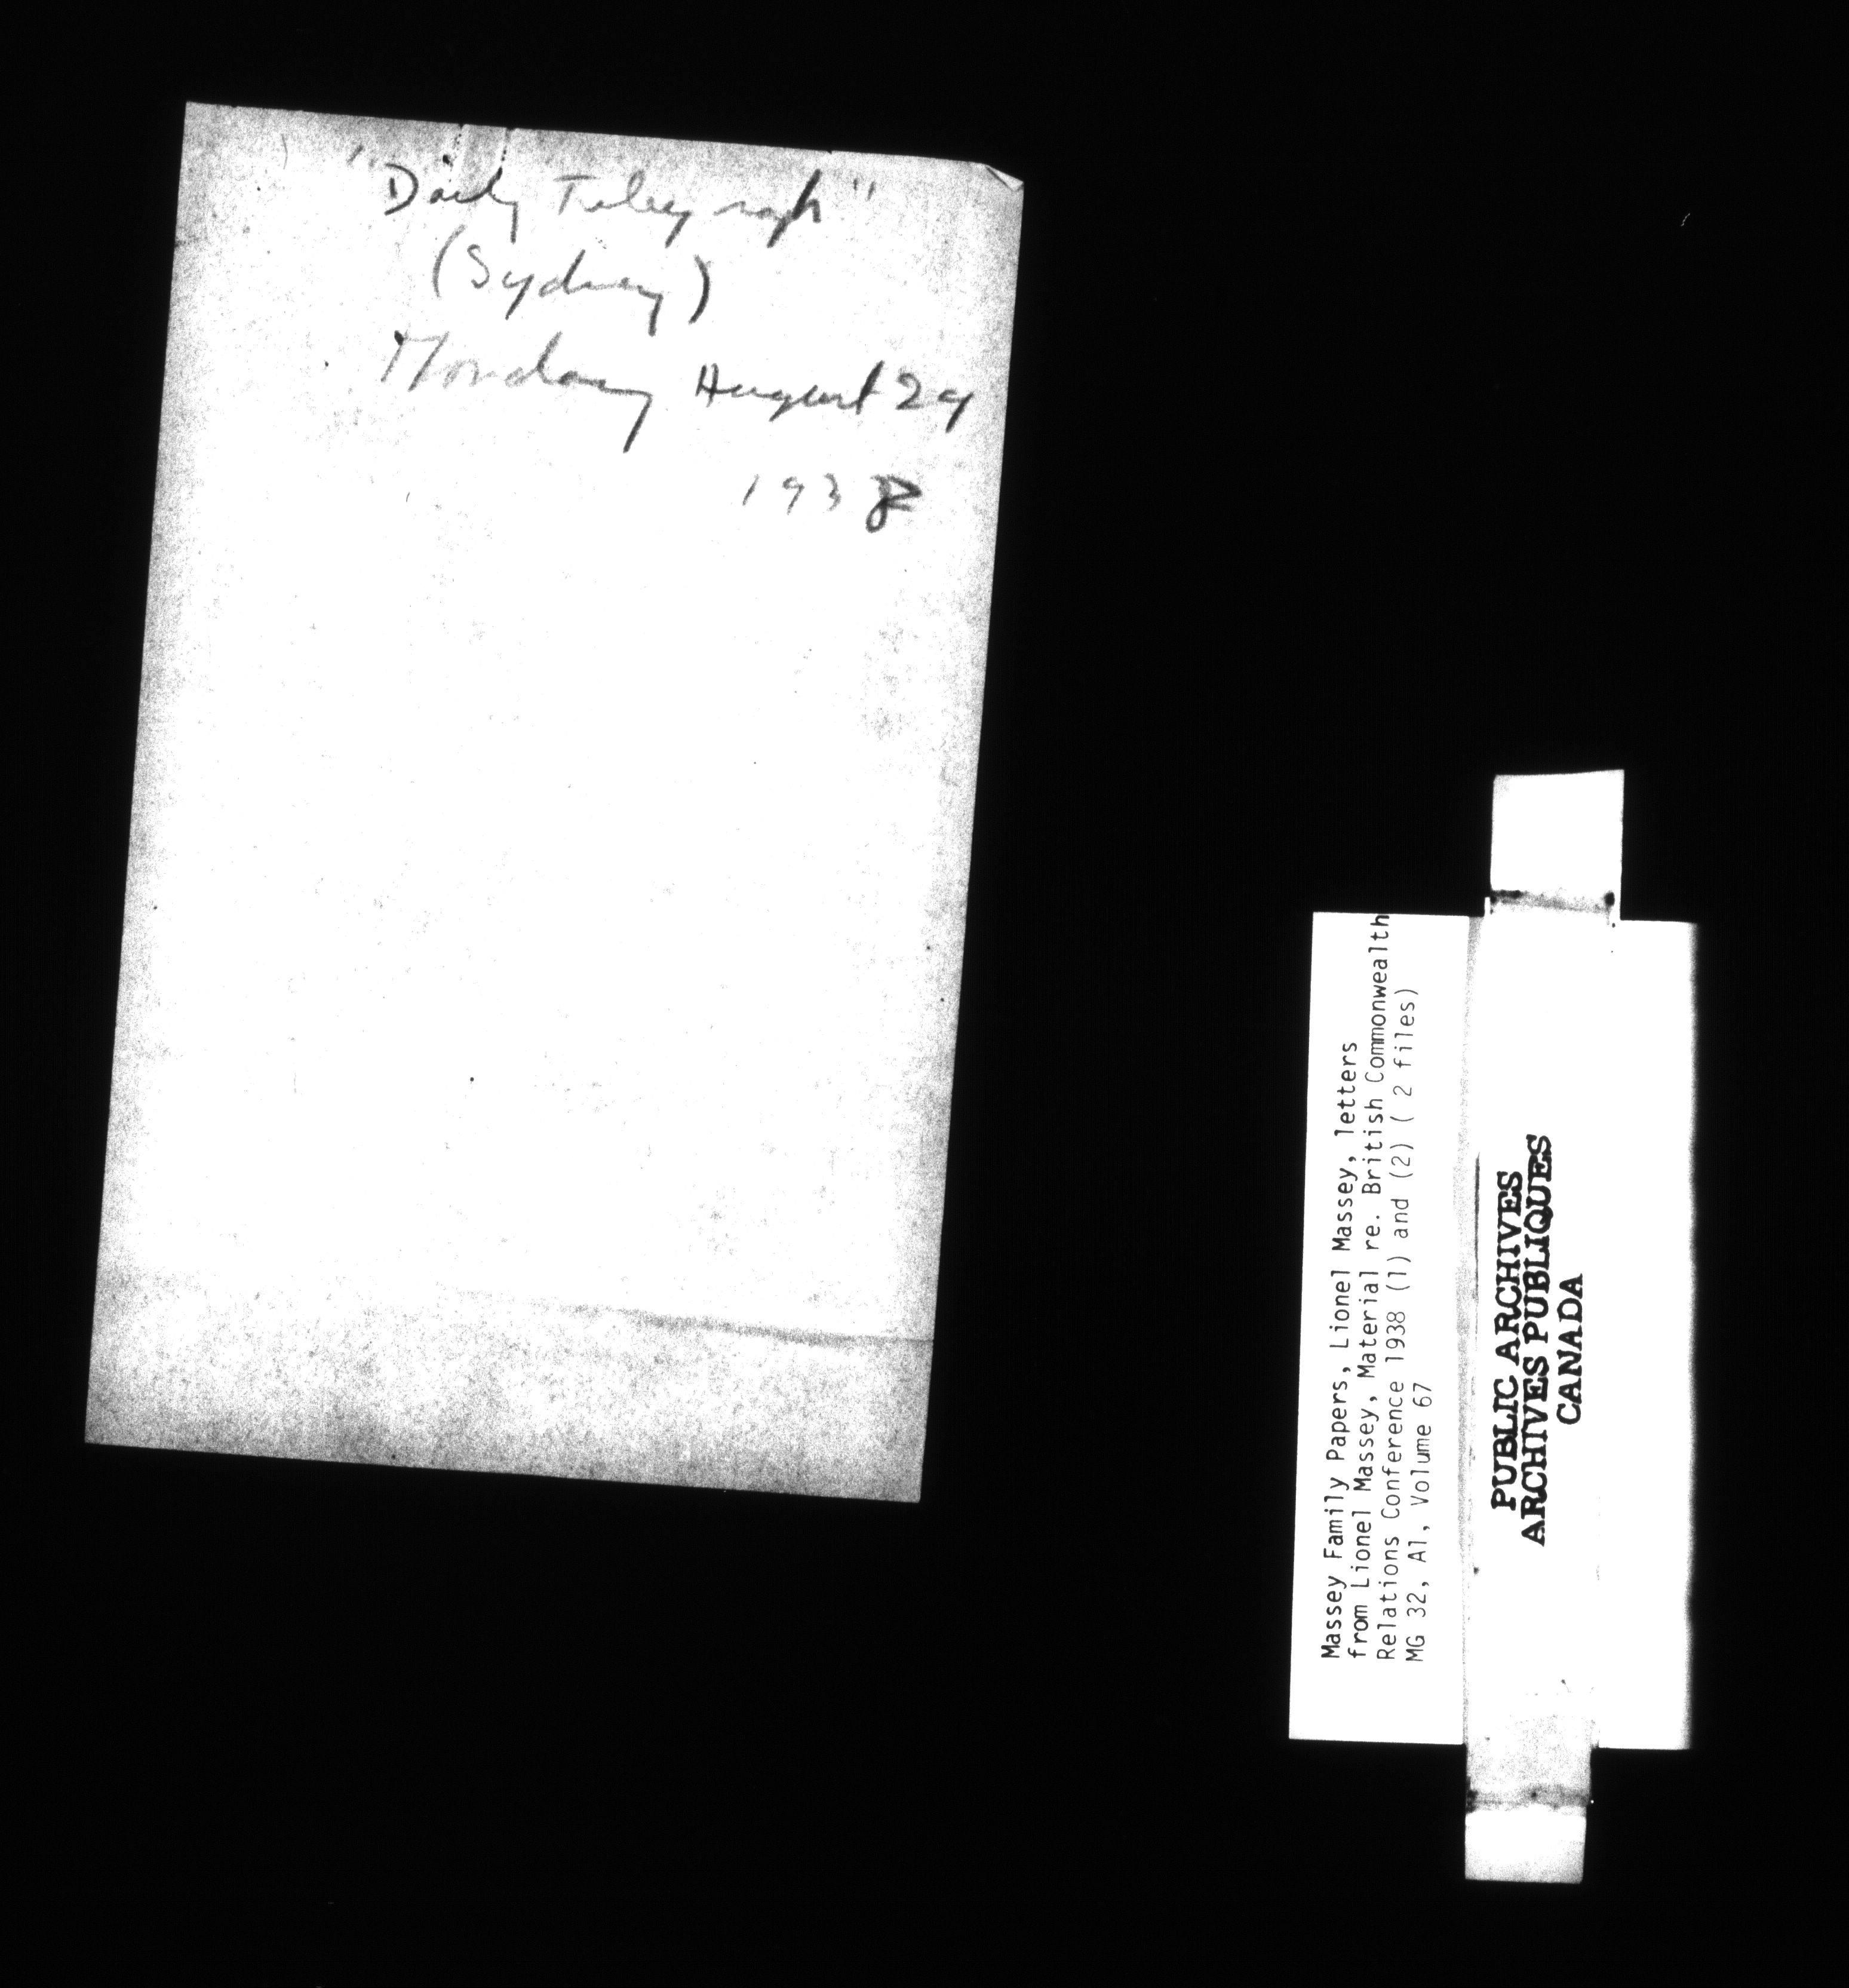 "Daily Telegraph"
(Sydney)
Monday August 29
1938
Massey Family Papers, Lionel Massey, letters
from Lionel Massey, Material re. British Commonwealth
Relations Conference 1938 (1) and (2) ( 2 files)
MG 32, A1, Volume 67
PUBLIC ARCHIVES
ARCHIVES PUBLIQUES
CANADA